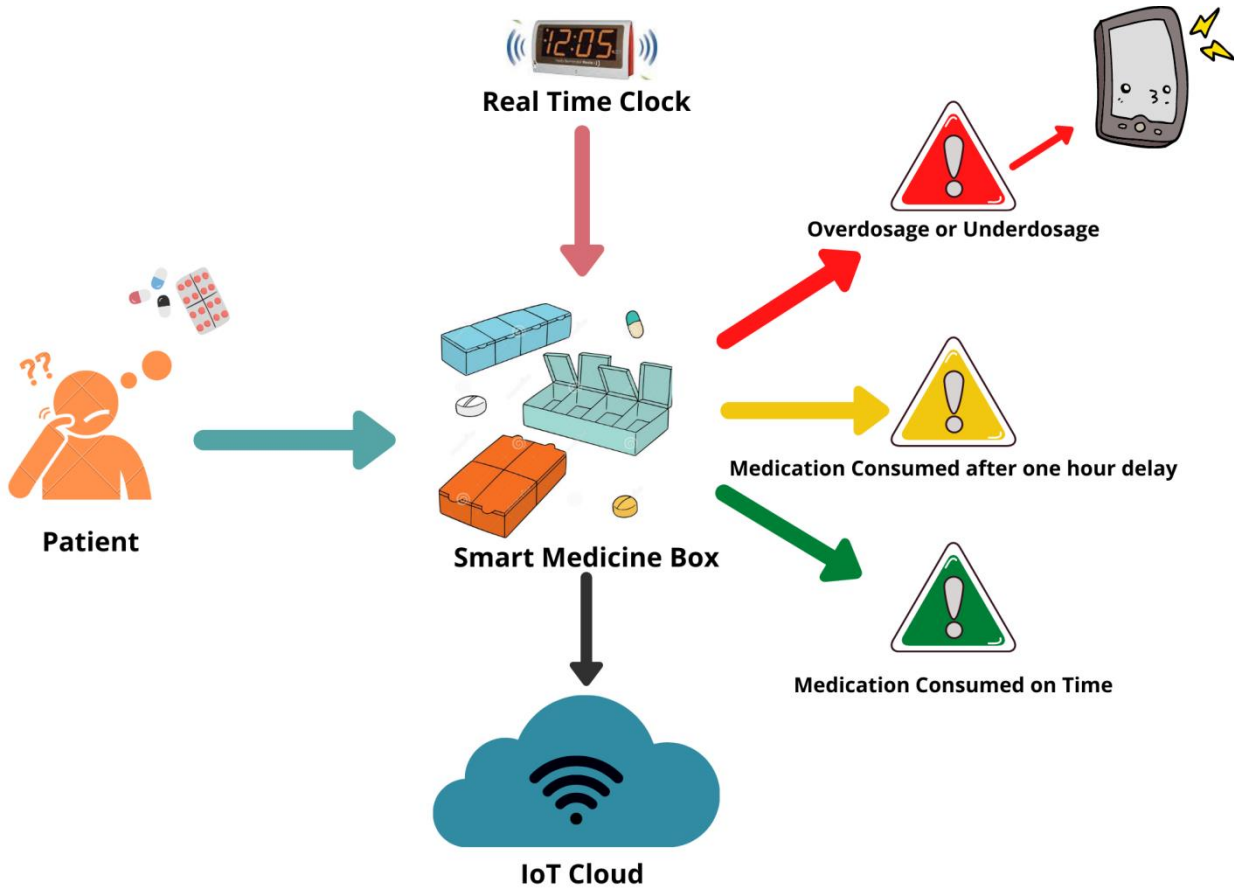 12:05
Real Time Clock
Overdosage or Underdosage
??
Medication Consumed after one hour delay
Patient
Smart Medicine Box
Medication Consumed on Time
IoT Cloud